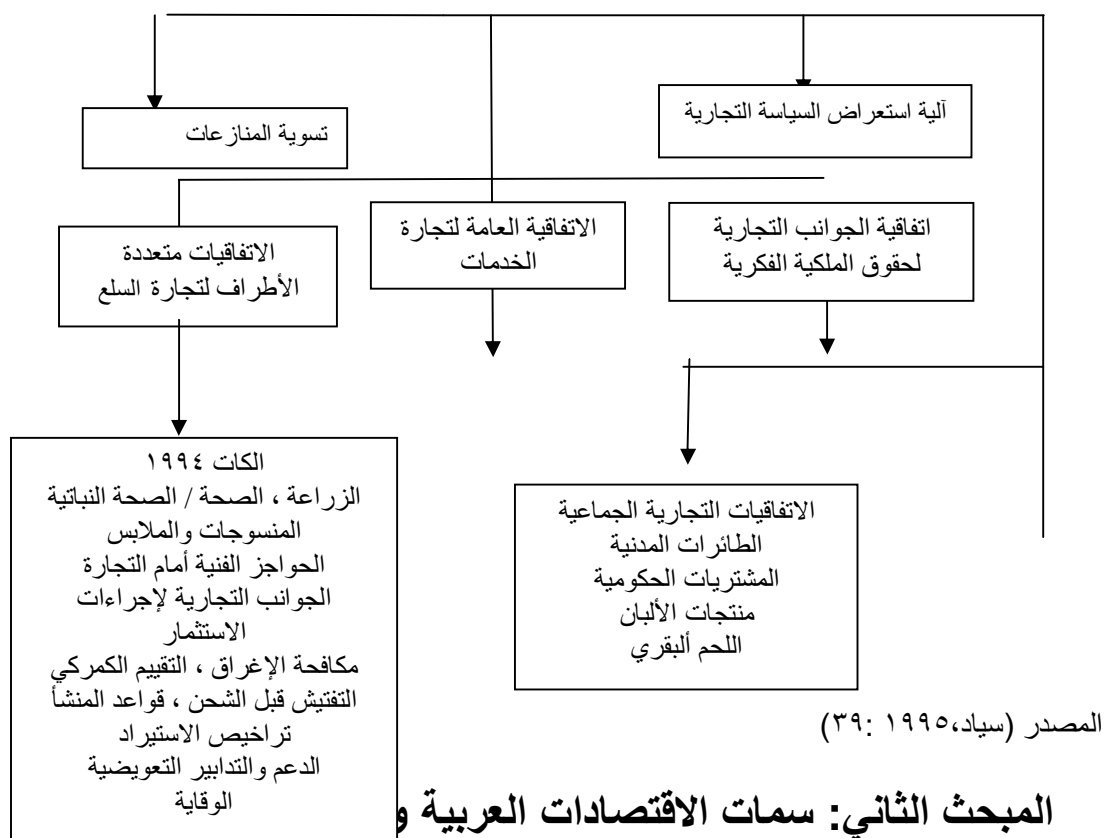 آلية استعراض السياسة التجارية
تسوية المنازعات
اتفاقية الجوانب التجارية
لحقوق الملكية الفكرية
الاتفاقية العامة لتجارة
الخدمات
الاتفاقيات متعددة
الأطراف لتجارة السلع
الاتفاقيات التجارية الجماعية
الطائرات المدنية
المشتريات الحكومية
منتجات الألبان
اللحم ألبقري
الكات ١٩٩٤
الزراعة ، الصحة / الصحة النباتية
المنسوجات والملابس
الحواجز الفنية أمام التجارة
الجوانب التجارية لإجراءات
الاستثمار
مكافحة الإغراق ، التقييم الكمركي
التفتيش قبل الشحن ، قواعد المنشأ
تراخيص الاستيراد
الدعم والتدابير التعويضية
الوقاية
المصدر (سياد،١٩٩٥ :٣٩)
المبحث الثاني: سمات الاقتصادات العربية و